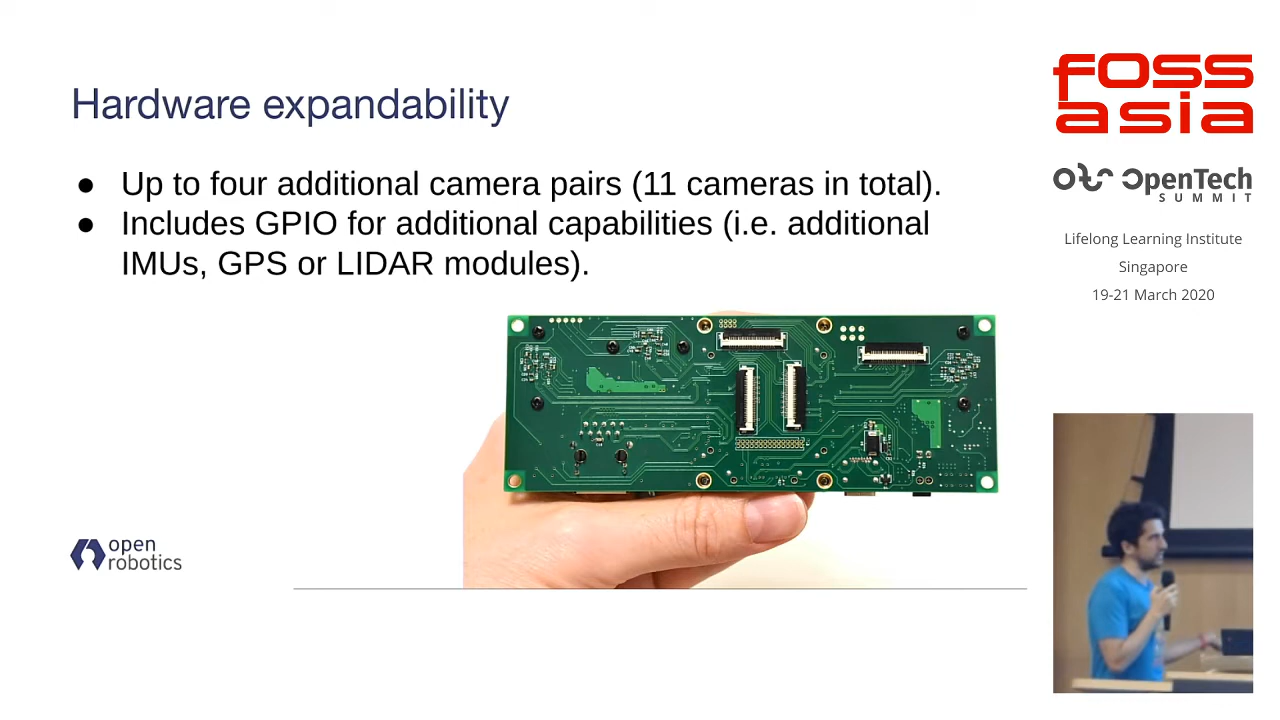 Hardware expandability
● Up to four additional camera pairs (11 cameras in total).
● Includes GPIO for additional capabilities (i.e. additional
IMUs, GPS or LIDAR modules).
open
robotics
FOSS
asia
OpenTech
SUMMIT
Lifelong Learning Institute
Singapore
19-21 March 2020